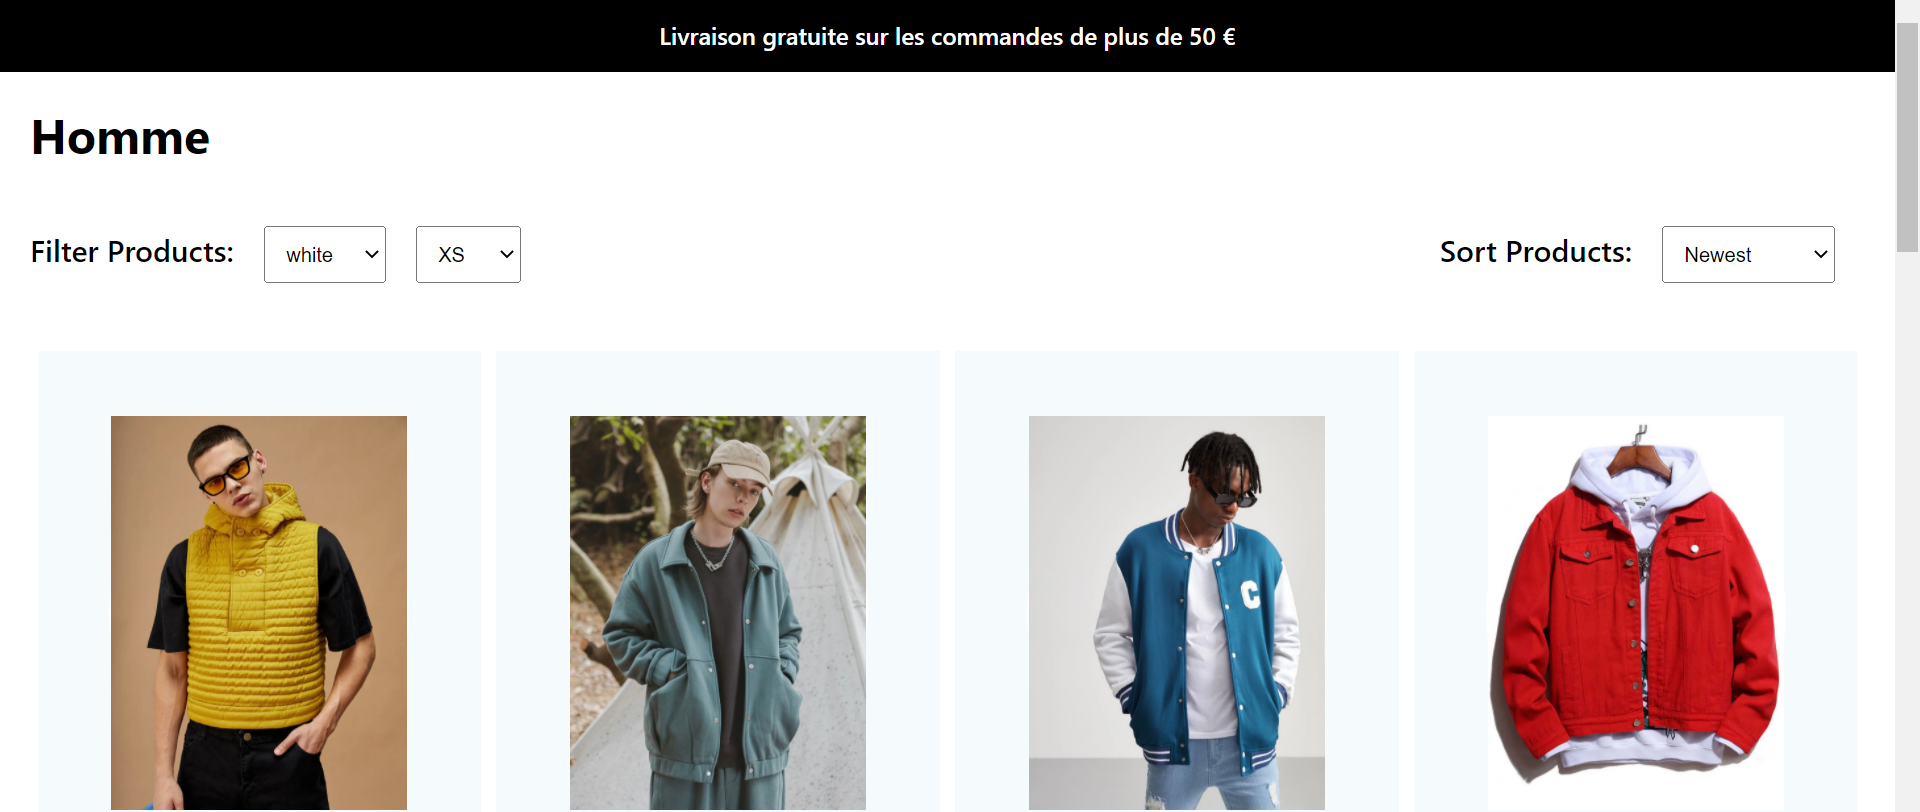 Livraison gratuite sur les commandes de plus de 50 €
Homme
Filter Products: white XS Sort Products: Newest
C